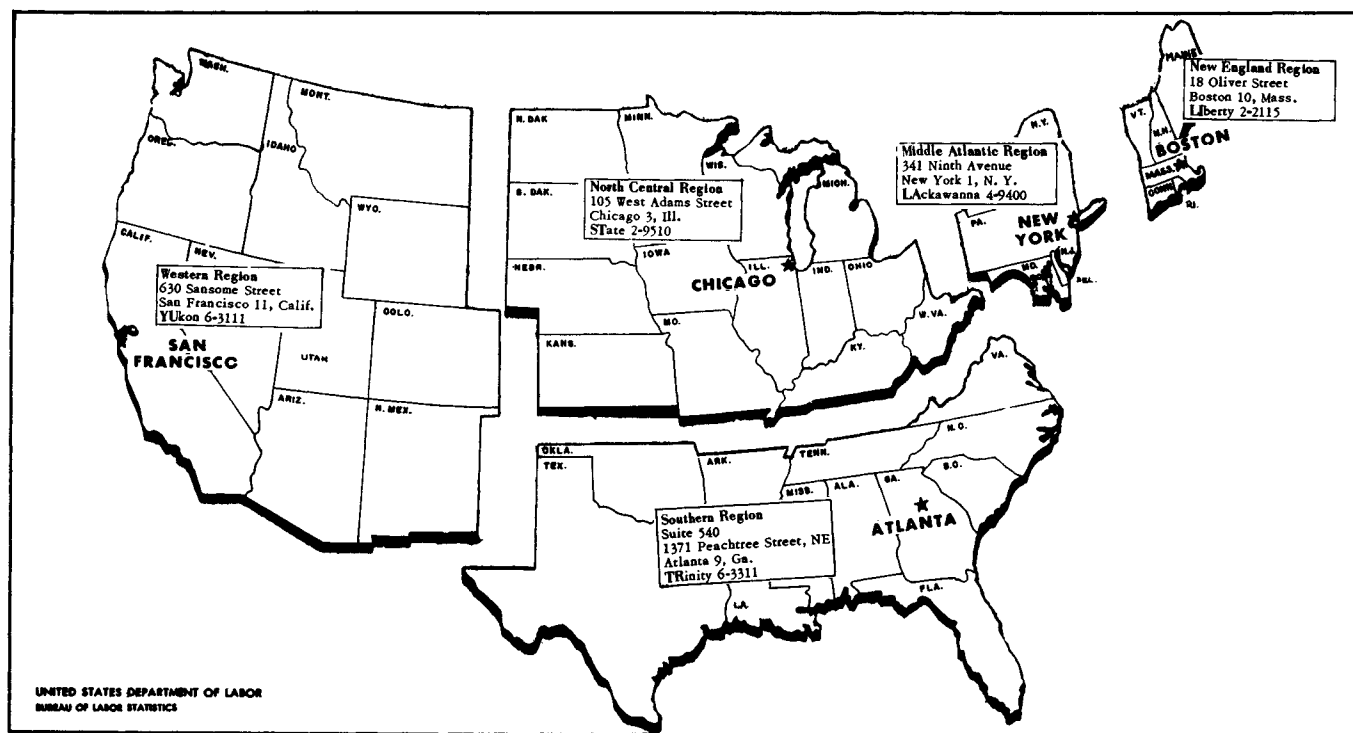 WASH.
MONT.
OREG.
IDAHO
WYO.
CALIF.
NEV.
Western Region
630 Sansome Street
San Francisco 11, Calif.
YUkon 6-3111
SAN
FRANCISCO
UTAH
COLO.
ARIZ.
N. MEX.
N. DAK
MINN.
S. DAK.
WIS.
MICH.
North Central Region
105 West Adams Street
Chicago 3, Ill.
STate 2-9510
NEBR.
IOWA
ILL.
IND.
OHIO
CHICAGO
KANS.
MO.
KY.
W. VA.
N.Y.
Middle Atlantic Region
341 Ninth Avenue
New York 1, N. Y.
LAckawanna 4-9400
PA.
NEW
YORK
N.J.
MD.
DEL.
MAINE
New England Region
18 Oliver Street
Boston 10, Mass.
LIberty 2-2115
VT.
N.H.
BOSTON
MASS.
CONN.
R.I.
VA.
OKLA.
TEX.
ARK.
TENN.
N.C.
S.C.
MISS.
ALA.
GA.
Southern Region
Suite 540
1371 Peachtree Street, NE
Atlanta 9, Ga.
TRinity 6-3311
ATLANTA
LA.
FLA.
UNITED STATES DEPARTMENT OF LABOR
BUREAU OF LABOR STATISTICS